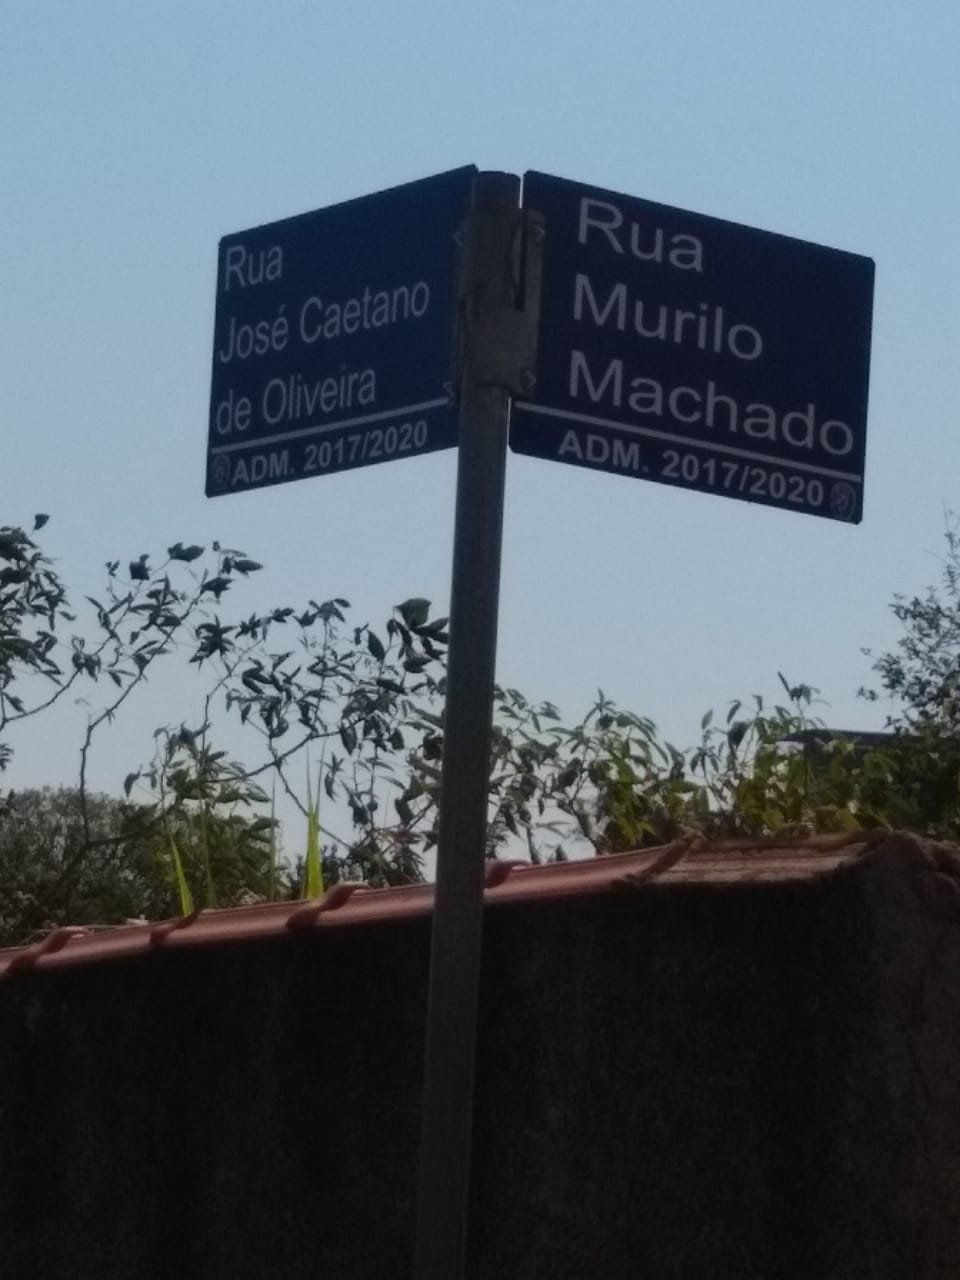 Rua
José Caetano
de Oliveira
ADM. 2017/2020
Rua
Murilo
Machado
ADM. 2017/2020